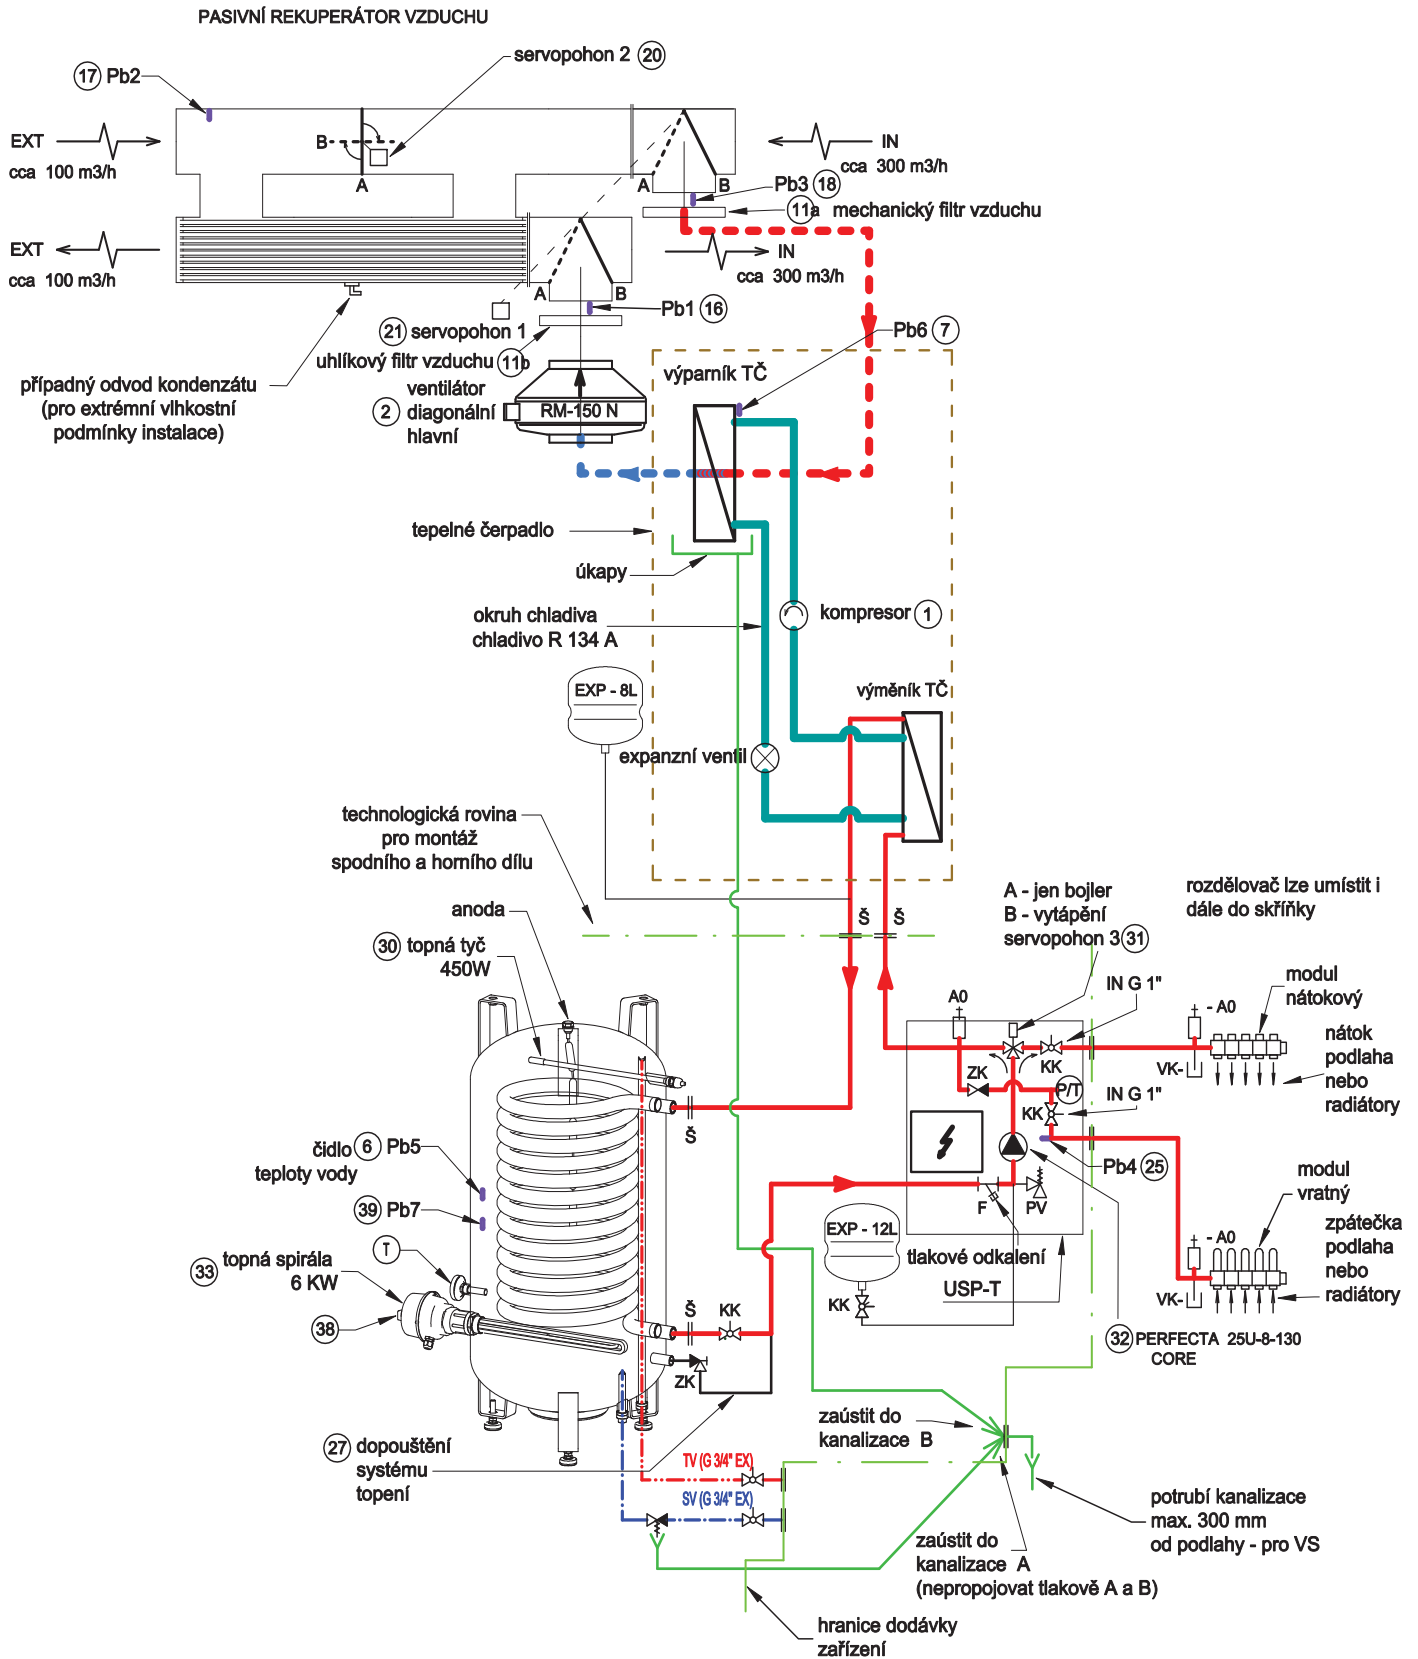 PASIVNÍ REKUPERÁTOR VZDUCHU
servopohon 2 20
17 Pb2
EXT
cca 100 m3/h
B
A
IN
cca 300 m3/h
A
B
Pb3 18
11a mechanický filtr vzduchu
EXT
cca 100 m3/h
IN
cca 300 m3/h
A
B
Pb1 16
21 servopohon 1
Pb6 7
uhlíkový filtr vzduchu 11b
výparník TČ
případný odvod kondenzátu
(pro extrémní vlhkostní
podmínky instalace)
2
ventilátor
diagonální
hlavní
RM-150 N
tepelné čerpadlo
úkapy
okruh chladiva
chladivo R 134 A
kompresor 1
EXP - 8L
výměník TČ
expanzní ventil
technologická rovina
pro montáž
spodního a horního dílu
A - jen bojler
B - vytápění
servopohon 3 31
rozdělovač lze umístit i
dále do skříňky
anoda
Š
Š
30 topná tyč
450W
IN G 1"
A0
- A0
modul
nátokový
nátok
podlaha
nebo
radiátory
KK
VK-
ZK
P/T
IN G 1"
KK
Š
čidlo 6 Pb5
teploty vody
Pb4 25
modul
vratný
39 Pb7
F
PV
EXP - 12L
- A0
zpátečka
podlaha
nebo
radiátory
T
tlakové odkalení
33
topná spirála
6 KW
USP-T
VK-
KK
38
Š
KK
32 PERFECTA 25U-8-130
CORE
ZK
zaústit do
kanalizace B
27 dopouštění
systému
topení
TV (G 3/4" EX)
SV (G 3/4" EX)
potrubí kanalizace
max. 300 mm
od podlahy - pro VS
zaústit do
kanalizace A
(nepropojovat tlakově A a B)
hranice dodávky
zařízení